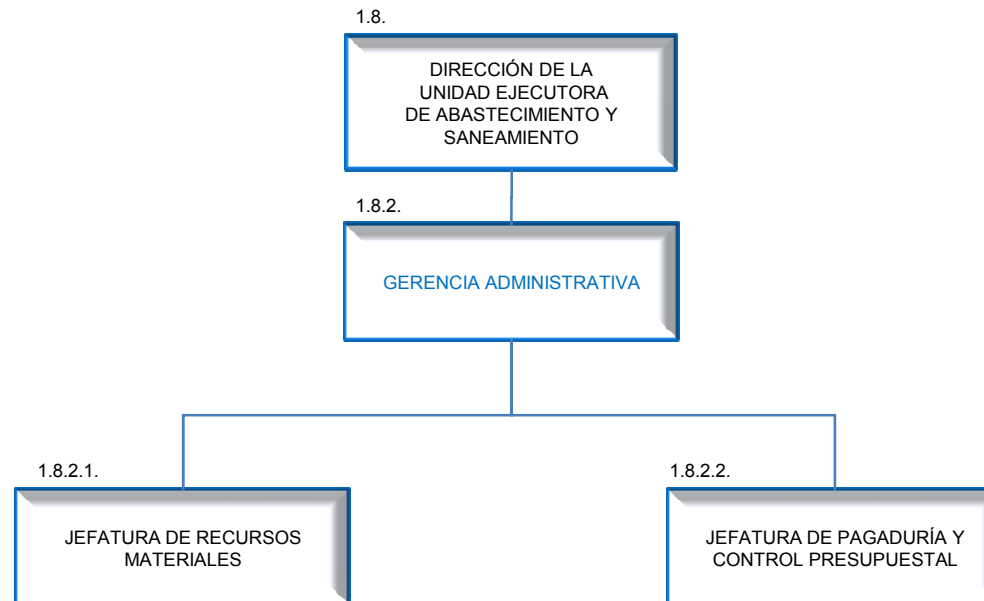 1.8.
DIRECCIÓN DE LA
UNIDAD EJECUTORA
DE ABASTECIMIENTO Y
SANEAMIENTO
1.8.2.
GERENCIA ADMINISTRATIVA
1.8.2.1.
JEFATURA DE RECURSOS
MATERIALES
1.8.2.2.
JEFATURA DE PAGADURÍA Y
CONTROL PRESUPUESTAL